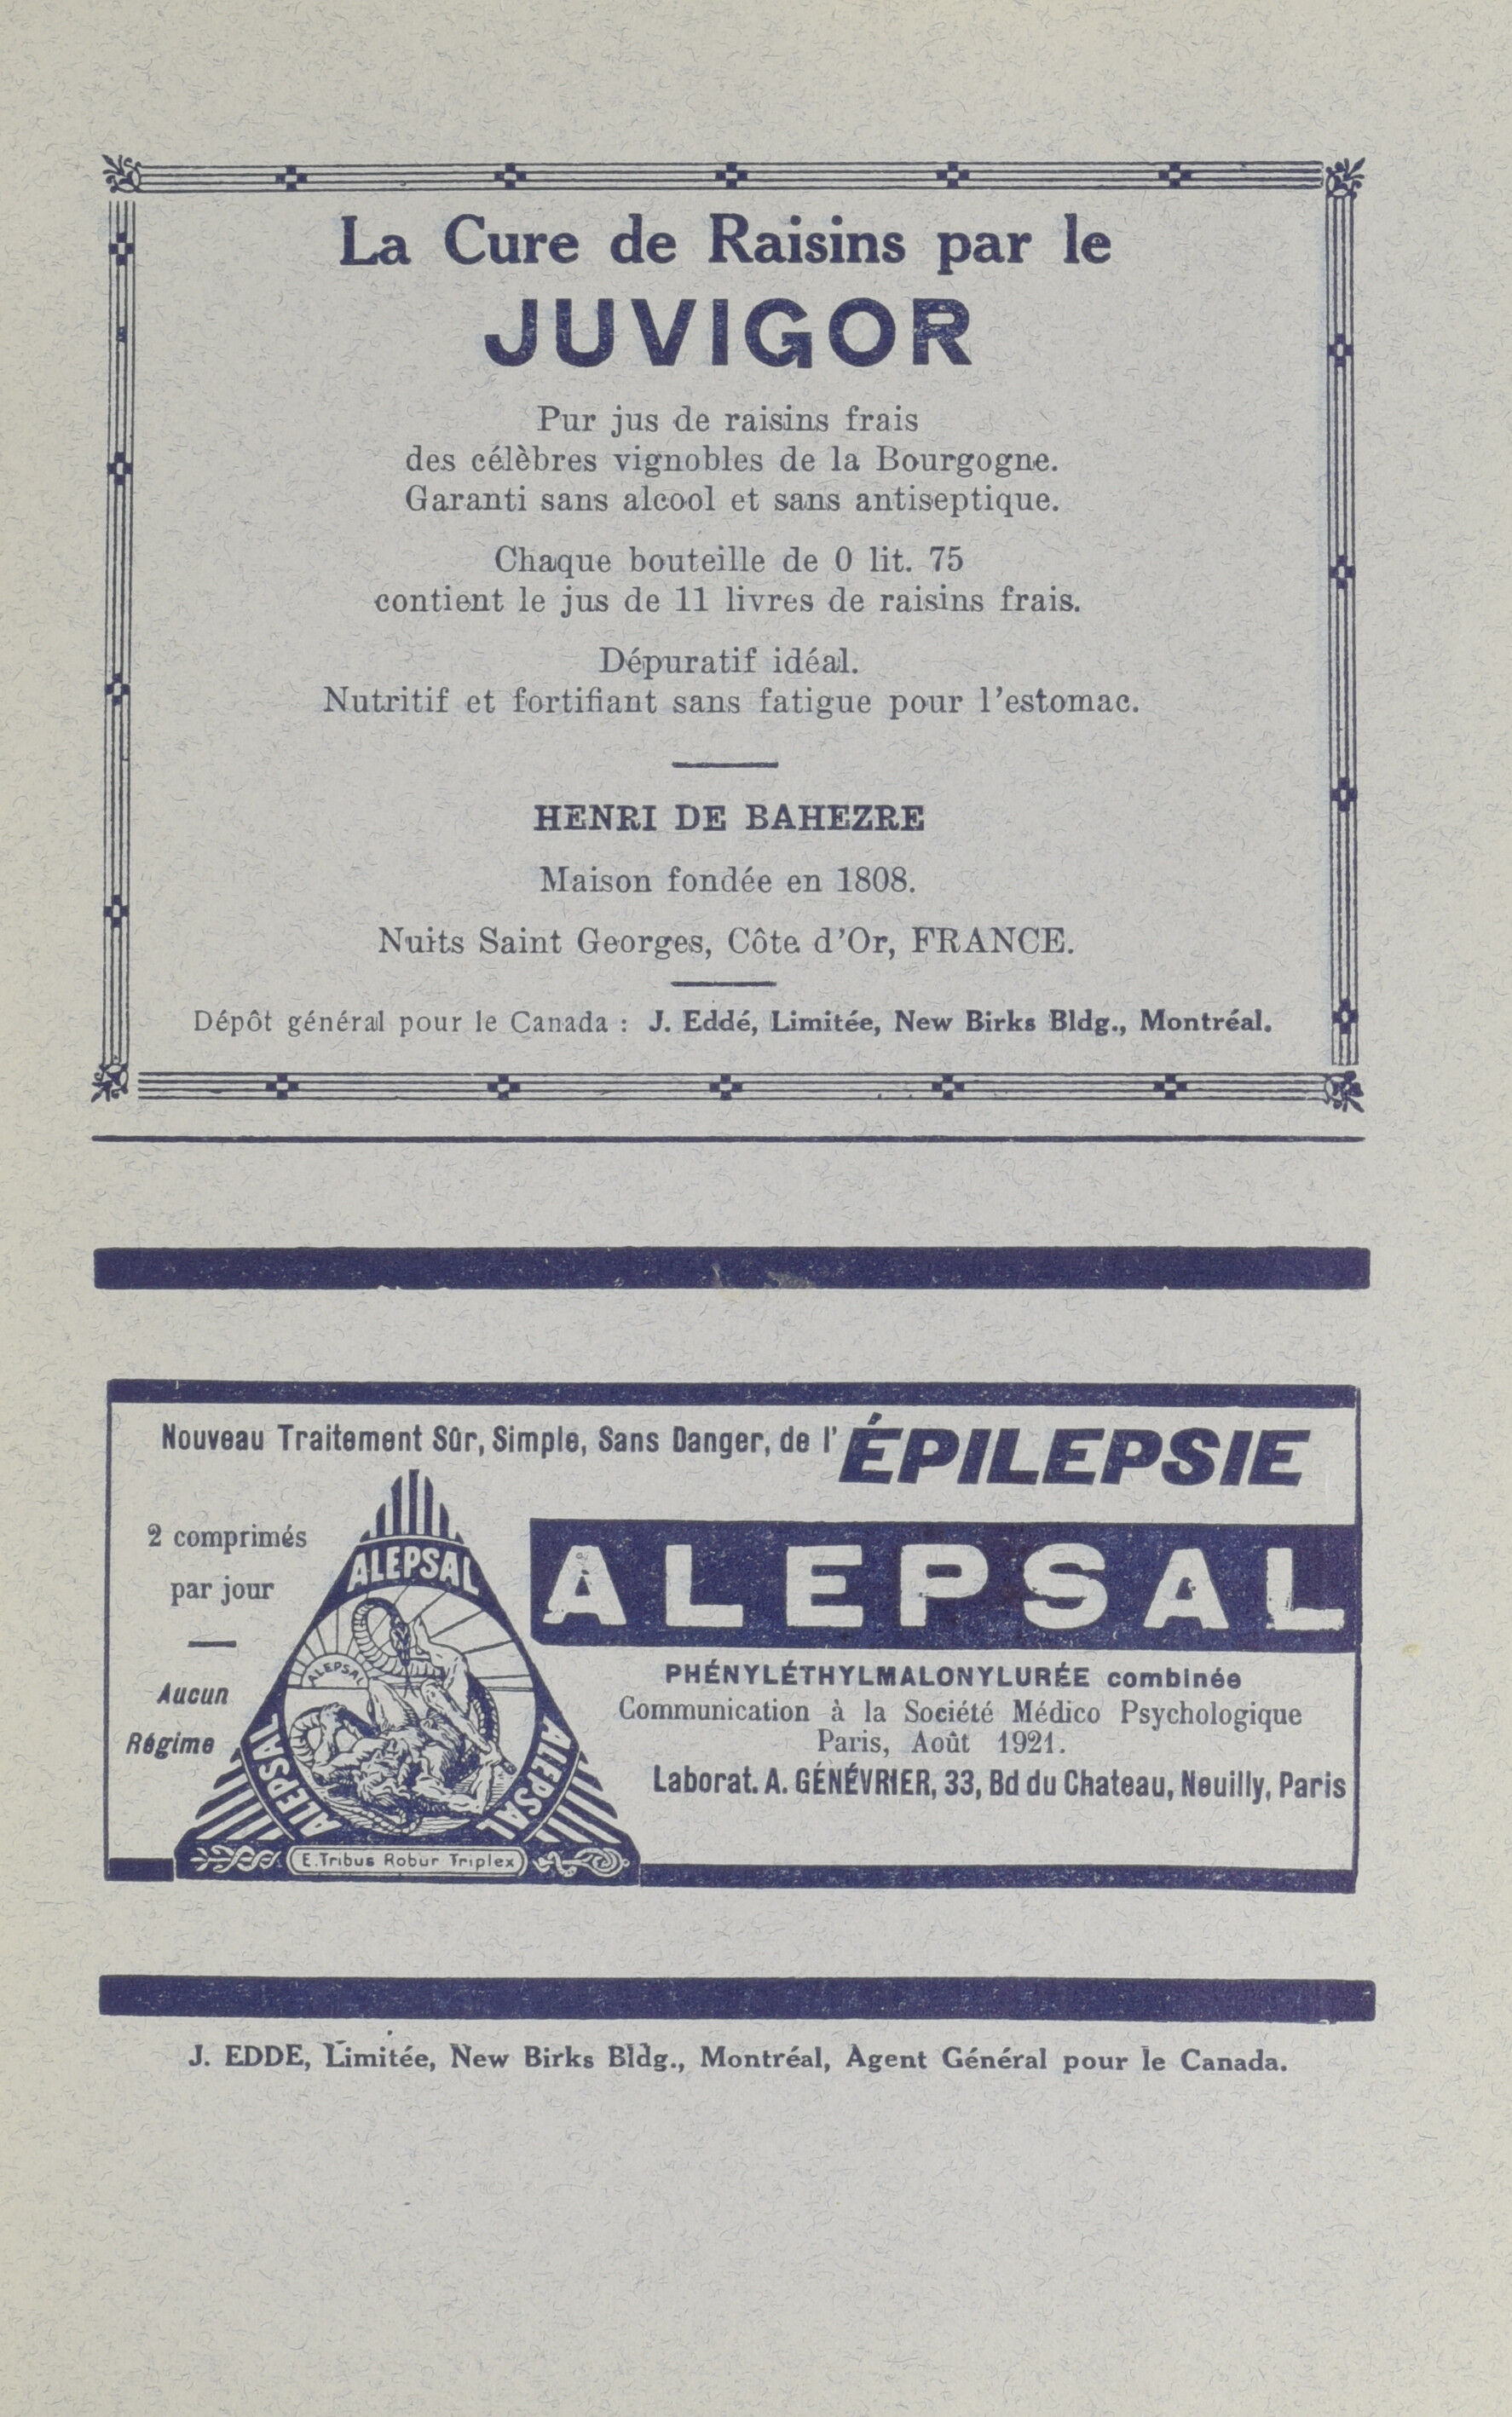 La Cure de Raisins par le
JUVIGOR
Pur jus de raisins frais
des célèbres vignobles de la Bourgogne.
Garanti sans alcool et sans antiseptique.
Chaque bouteille de 0 lit. 75
contient le jus de 11 livres de raisins frais.
Dépuratif idéal.
Nutritif et fortifiant sans fatigue pour l'estomac.
HENRI DE BAHEZRE
Maison fondée en 1808.
Nuits Saint Georges, Côte d'Or, FRANCE.
Dépôt général pour le Canada : J. Eddé, Limitée, New Birks Bldg., Montréal.
Nouveau Traitement Sûr, Simple, Sans Danger, de l' ÉPILEPSIE
2 comprimés
par jour
Aucun
Régime
ALEPSAL
ALEPSAL
ALEPSAL
ALEPSAL
E. Tribus Robur Triplex
ALEPSAL
PHÉNYLÉTHYLMALONYLURÉE combinée
Communication à la Société Médico Psychologique
Paris, Août 1921.
Laborat. A. GÉNÉVRIER, 33, Bd du Chateau, Neuilly, Paris
J. EDDE, Limitée, New Birks Bldg., Montréal, Agent Général pour le Canada.